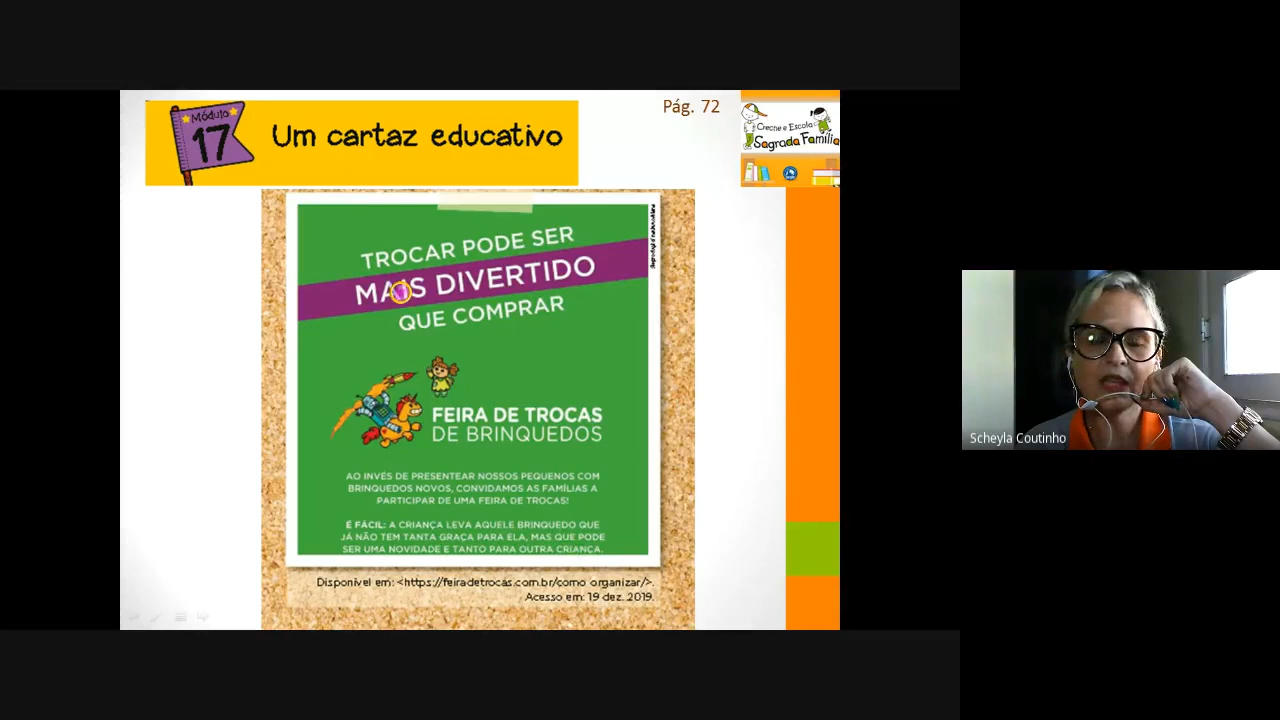 Módulo
17
Um cartaz educativo
Pág. 72
Creche e Escola
Sagrada Família
TROCAR PODE SER
MAIS DIVERTIDO
QUE COMPRAR
FEIRA DE TROCAS
DE BRINQUEDOS
AO INVÉS DE PRESENTEAR NOSSOS PEQUENOS COM
BRINQUEDOS NOVOS, CONVIDAMOS AS FAMÍLIAS A
PARTICIPAR DE UMA FEIRA DE TROCAS!
É FÁCIL: A CRIANÇA LEVA AQUELE BRINQUEDO QUE
JÁ NÃO TEM TANTA GRAÇA PARA ELA, MAS QUE PODE
SER UMA NOVIDADE E TANTO PARA OUTRA CRIANÇA.
Disponível em: <https://feiradetrocas.com.br/como organizar/>.
Acesso em: 19 dez. 2019.
Scheyla Coutinho